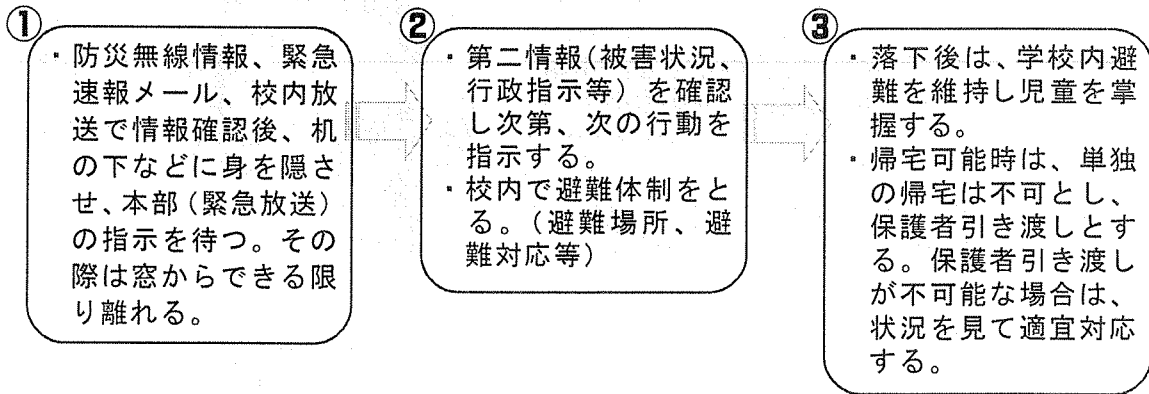 ①
・防災無線情報、緊急
速報メール、校内放
送で情報確認後、机
の下などに身を隠さ
せ、本部（緊急放送）
の指示を待つ。その
際は窓からできる限
り離れる。
②
・第二情報（被害状況、
行政指示等）を確認
し次第、次の行動を
指示する。
・校内で避難体制をと
る。（避難場所、避
難対応等）
③
・落下後は、学校内避
難を維持し児童を掌
握する。
・帰宅可能時は、単独
の帰宅は不可とし、
保護者引き渡しとす
る。保護者引き渡し
が不可能な場合は、
状況を見て適宜対応
する。